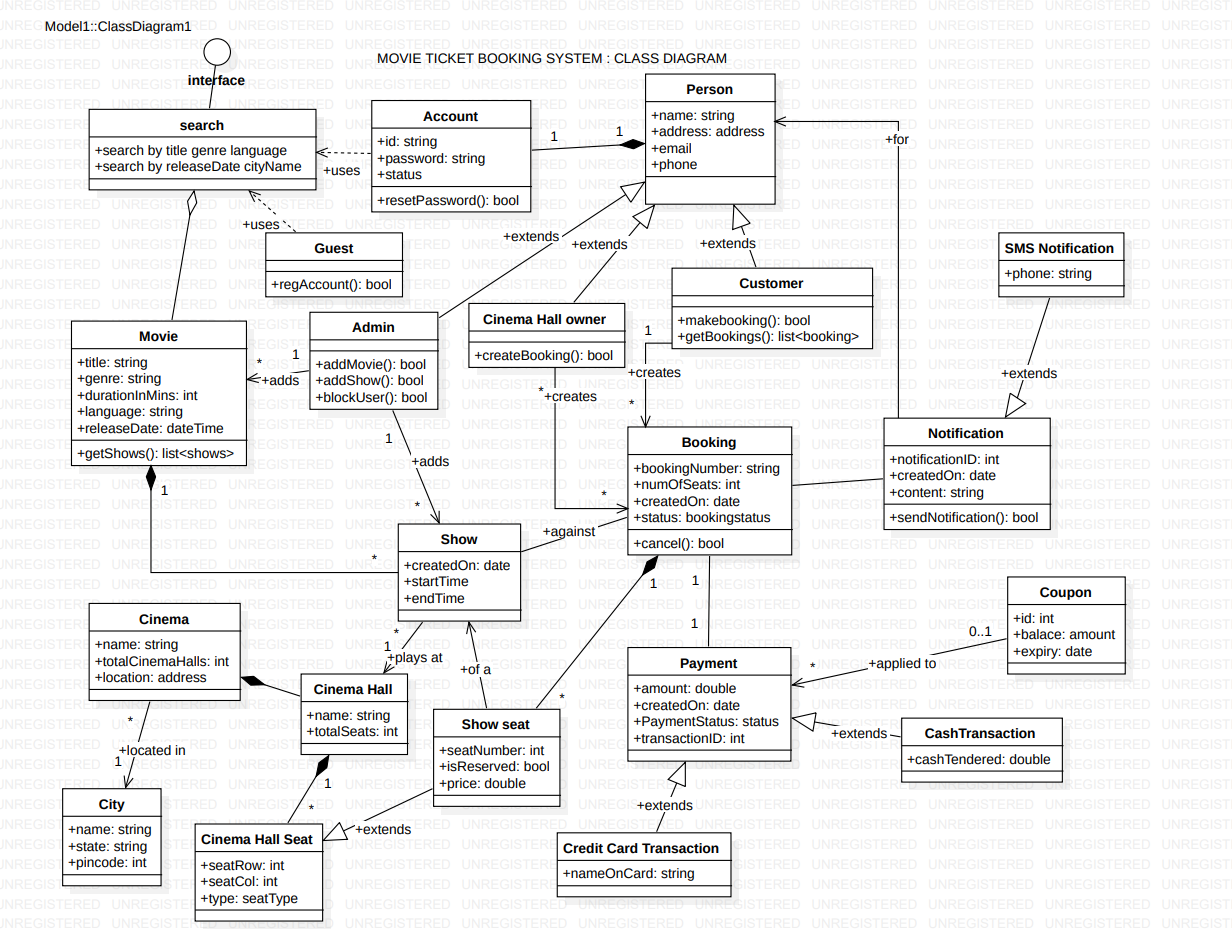 Model1::ClassDiagram1
MOVIE TICKET BOOKING SYSTEM : CLASS DIAGRAM
interface
search
+search by title genre language
+search by releaseDate cityName
Account
+id: string
+password: string
+status
+resetPassword(): bool
+uses
1
1
Person
+name: string
+address: address
+email
+phone
+for
+uses
Guest
+regAccount(): bool
+extends
+extends
+extends
SMS Notification
+phone: string
+extends
Movie
+title: string
+genre: string
+durationInMins: int
+language: string
+releaseDate: dateTime
+getShows(): list<shows>
*
1
+adds
Admin
+addMovie(): bool
+addShow(): bool
+blockUser(): bool
Cinema Hall owner
+createBooking(): bool
Customer
+makebooking(): bool
+getBookings(): list<booking>
1
+creates
*
*
+creates
*
1
+adds
*
Booking
+bookingNumber: string
+numOfSeats: int
+createdOn: date
+status: bookingstatus
+cancel(): bool
Notification
+notificationID: int
+createdOn: date
+content: string
+sendNotification(): bool
1
*
Show
+createdOn: date
+startTime
+endTime
+against
1
*
1
1
Cinema
+name: string
+totalCinemaHalls: int
+location: address
*
1
+plays at
+of a
Coupon
+id: int
+balace: amount
+expiry: date
0..1
+applied to
*
Cinema Hall
+name: string
+totalSeats: int
Show seat
+seatNumber: int
+isReserved: bool
+price: double
Payment
+amount: double
+createdOn: date
+PaymentStatus: status
+transactionID: int
+extends
CashTransaction
+cashTendered: double
*
+located in
1
1
*
+extends
+extends
City
+name: string
+state: string
+pincode: int
Cinema Hall Seat
+seatRow: int
+seatCol: int
+type: seatType
Credit Card Transaction
+nameOnCard: string
UNREGISTERED